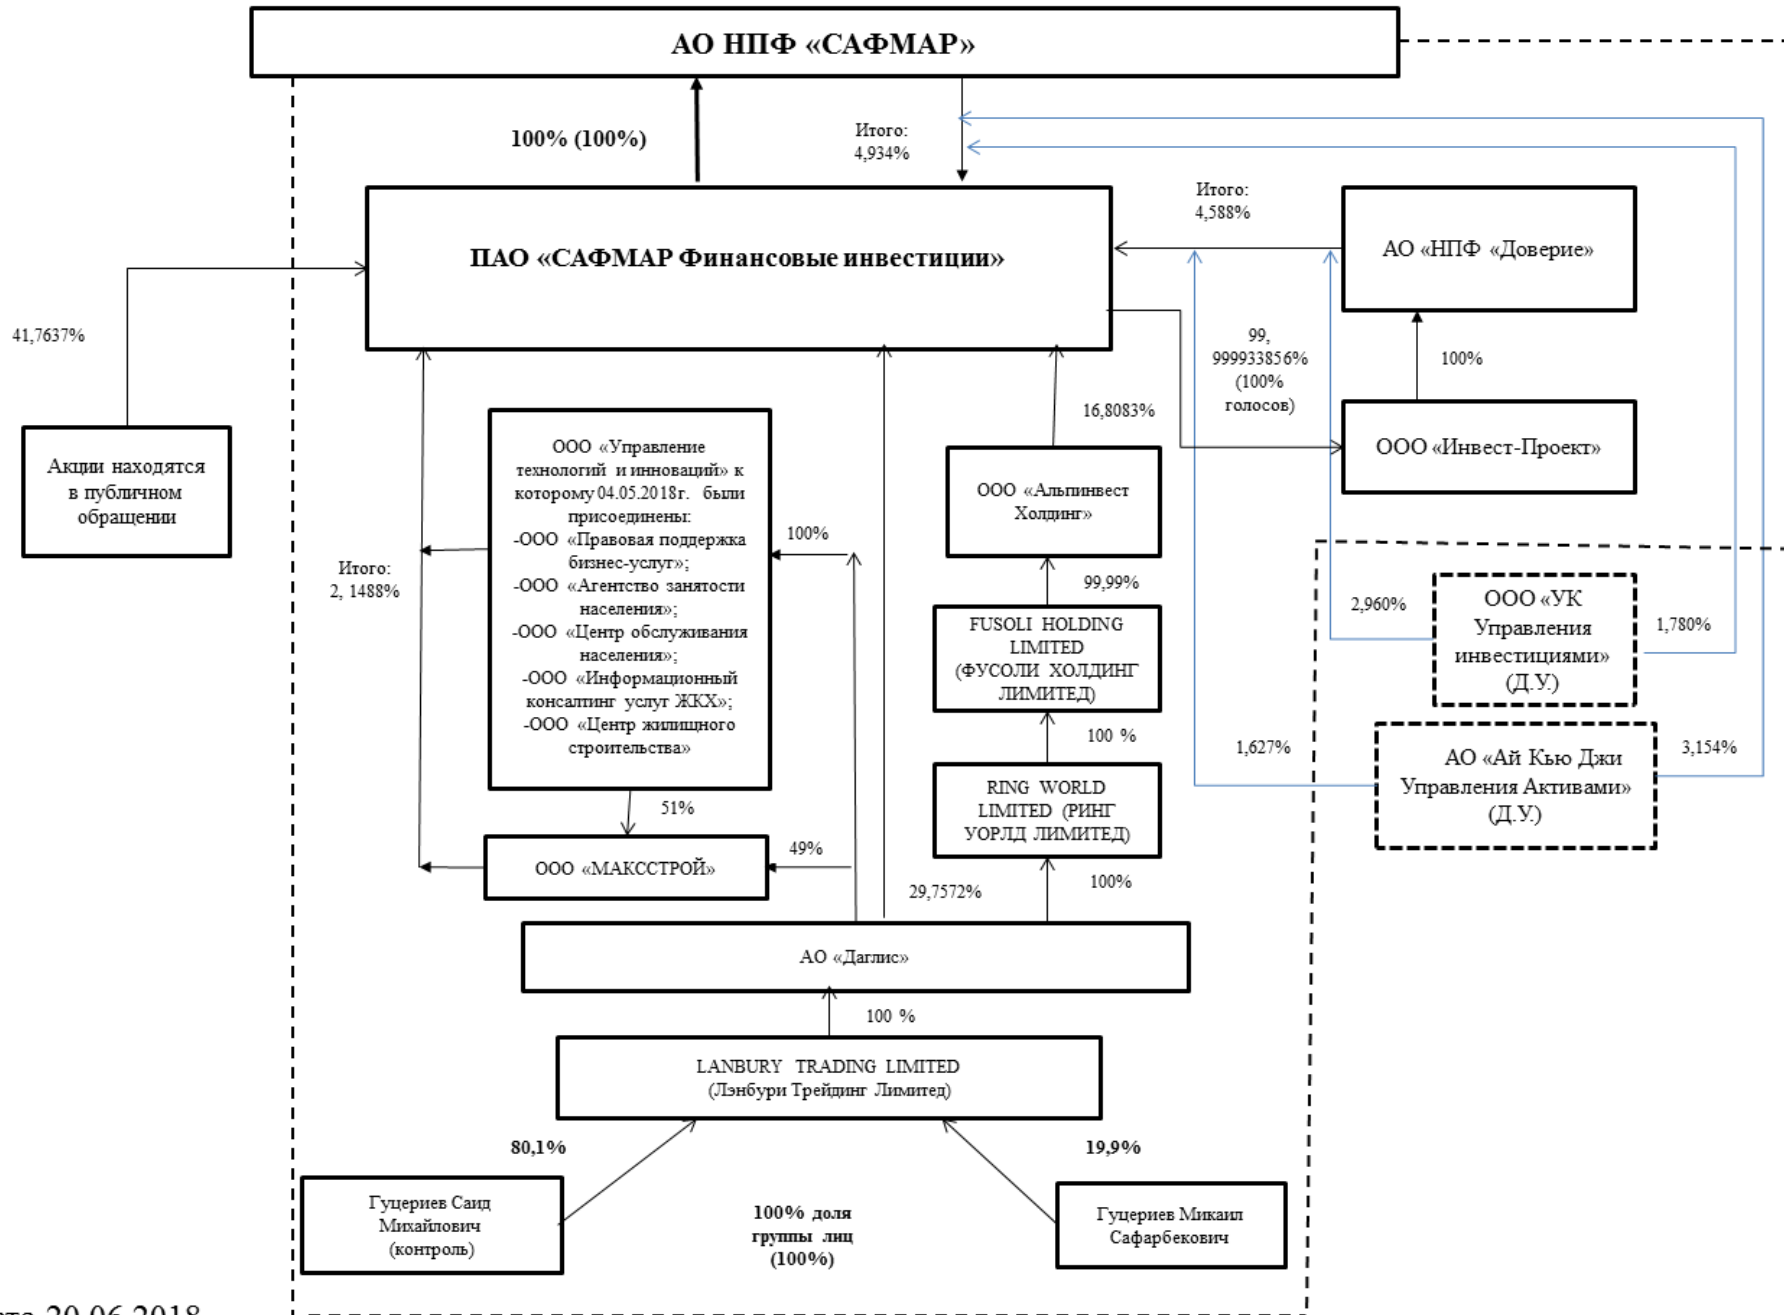 АО НПФ «САФМАР»
100% (100%)
Итого:
4,934%
Итого:
4,588%
ПАО «САФМАР Финансовые инвестиции»
АО «НПФ «Доверие»
41,7637%
99,
999933856%
(100%
голосов)
100%
16,8083%
Акции находятся
в публичном
обращении
ООО «Управление
технологий и инноваций» к
которому 04.05.2018г. были
присоединены:
-ООО «Правовая поддержка
бизнес-услуг»;
-ООО «Агентство занятости
населения»;
-ООО «Центр обслуживания
населения»;
-ООО «Информационный
консалтинг услуг ЖКХ»;
-ООО «Центр жилищного
строительства»
ООО «Альпинвест
Холдинг»
ООО «Инвест-Проект»
100%
Итого:
2, 1488%
99,99%
FUSOLI HOLDING
LIMITED
(ФУСОЛИ ХОЛДИНГ
ЛИМИТЕД)
2,960%
ООО «УК
Управления
инвестициями»
(Д.У.)
1,780%
100 %
1,627%
АО «Ай Кью Джи
Управления Активами»
(Д.У.)
3,154%
RING WORLD
LIMITED (РИНГ
УОРЛД ЛИМИТЕД)
51%
49%
ООО «МАКССТРОЙ»
29,7572%
100%
АО «Даглис»
100 %
LANBURY TRADING LIMITED
(Лэнбури Трейдинг Лимитед)
80,1%
19,9%
Гуцериев Саид
Михайлович
(контроль)
100% доля
группы лиц
(100%)
Гуцериев Микаил
Сафарбекович
20.06.2018